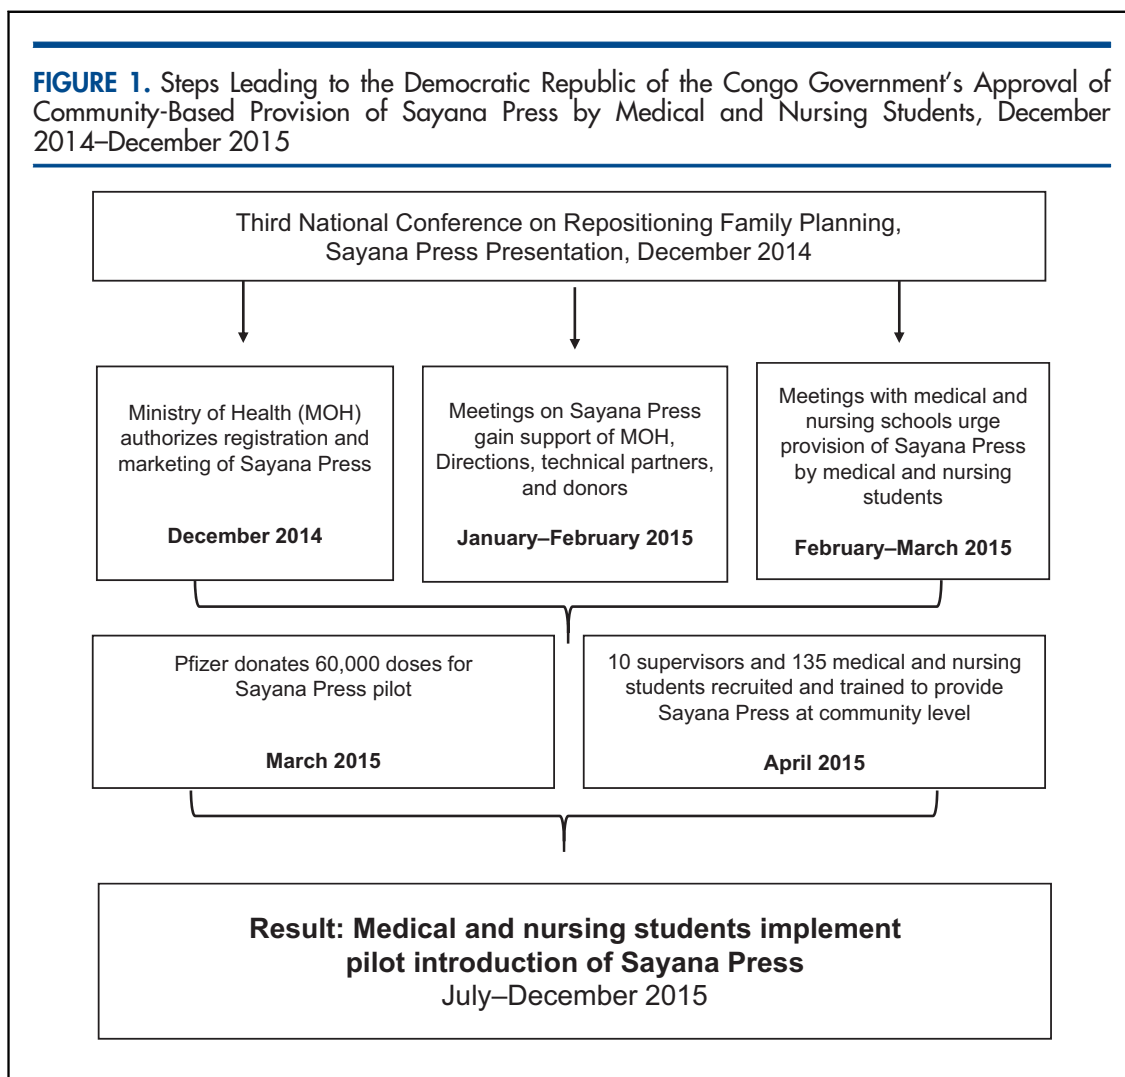 FIGURE 1. Steps Leading to the Democratic Republic of the Congo Government's Approval of
Community-Based Provision of Sayana Press by Medical and Nursing Students, December
2014–December 2015
Third National Conference on Repositioning Family Planning,
Sayana Press Presentation, December 2014
Ministry of Health (MOH)
authorizes registration and
marketing of Sayana Press
December 2014
Meetings on Sayana Press
gain support of MOH,
Directions, technical partners,
and donors
January–February 2015
Meetings with medical and
nursing schools urge
provision of Sayana Press
by medical and nursing
students
February–March 2015
Pfizer donates 60,000 doses for
Sayana Press pilot
March 2015
10 supervisors and 135 medical and nursing
students recruited and trained to provide
Sayana Press at community level
April 2015
Result: Medical and nursing students implement
pilot introduction of Sayana Press
July–December 2015